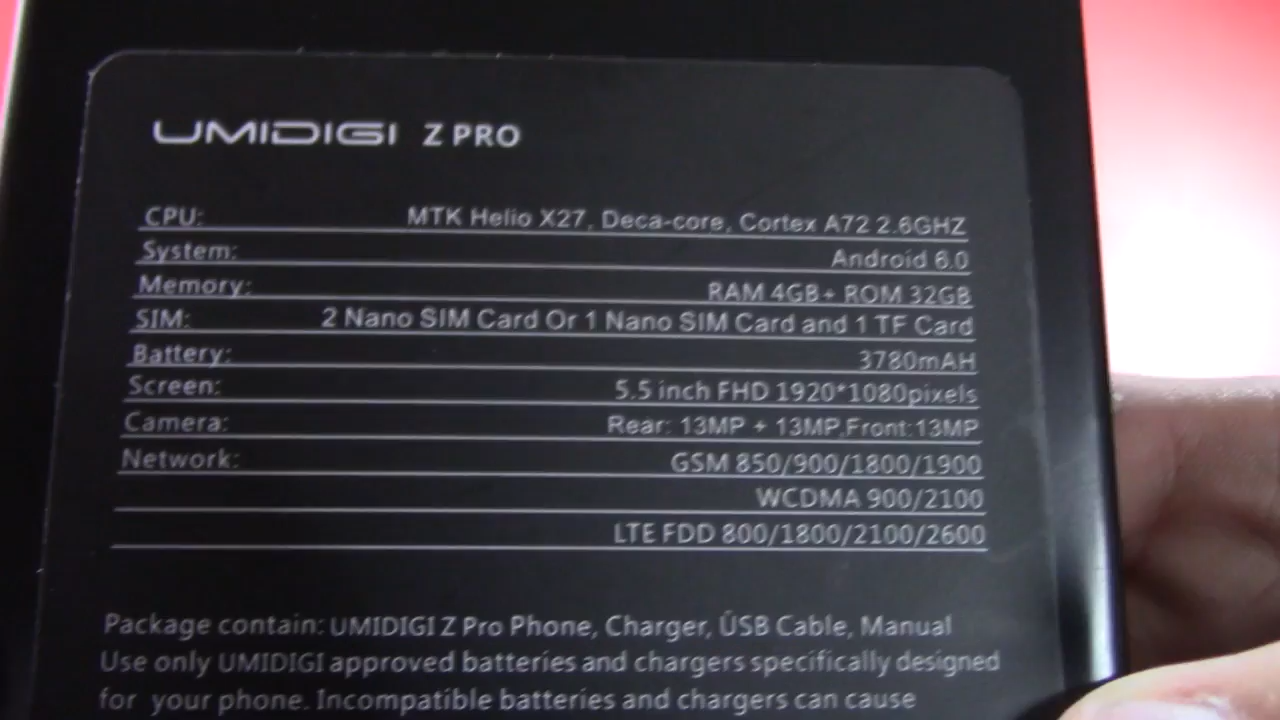 UMIDIGI Z PRO
CPU: MTK Helio X27, Deca-core, Cortex A72 2.6GHZ
System: Android 6.0
Memory: RAM 4GB+ ROM 32GB
SIM: 2 Nano SIM Card Or 1 Nano SIM Card and 1 TF Card
Battery: 3780mAH
Screen: 5.5 inch FHD 1920*1080pixels
Camera: Rear: 13MP + 13MP,Front:13MP
Network: GSM 850/900/1800/1900
WCDMA 900/2100
LTE FDD 800/1800/2100/2600
Package contain: UMIDIGI Z Pro Phone, Charger, USB Cable, Manual
Use only UMIDIGI approved batteries and chargers specifically designed
for your phone. Incompatible batteries and chargers can cause